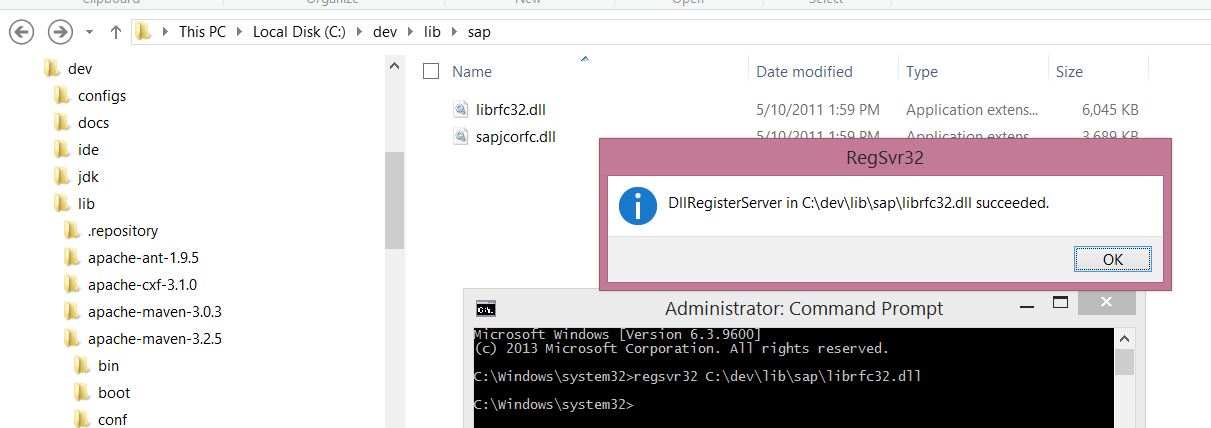 Clipboard Organize New Open Select
This PC Local Disk (C:) dev lib sap
dev
configs
docs
ide
jdk
lib
.repository
apache-ant-1.9.5
apache-cxf-3.1.0
apache-maven-3.0.3
apache-maven-3.2.5
bin
boot
conf
Name Date modified Type Size
librfc32.dll 5/10/2011 1:59 PM Application extens... 6,045 KB
sapjcorfc.dll 5/10/2011 1:59 PM Application extens... 3,689 KB
RegSvr32
DllRegisterServer in C:\dev\lib\sap\librfc32.dll succeeded.
OK
Administrator: Command Prompt
Microsoft Windows [Version 6.3.9600]
(c) 2013 Microsoft Corporation. All rights reserved.
C:\Windows\system32>regsvr32 C:\dev\lib\sap\librfc32.dll
C:\Windows\system32>